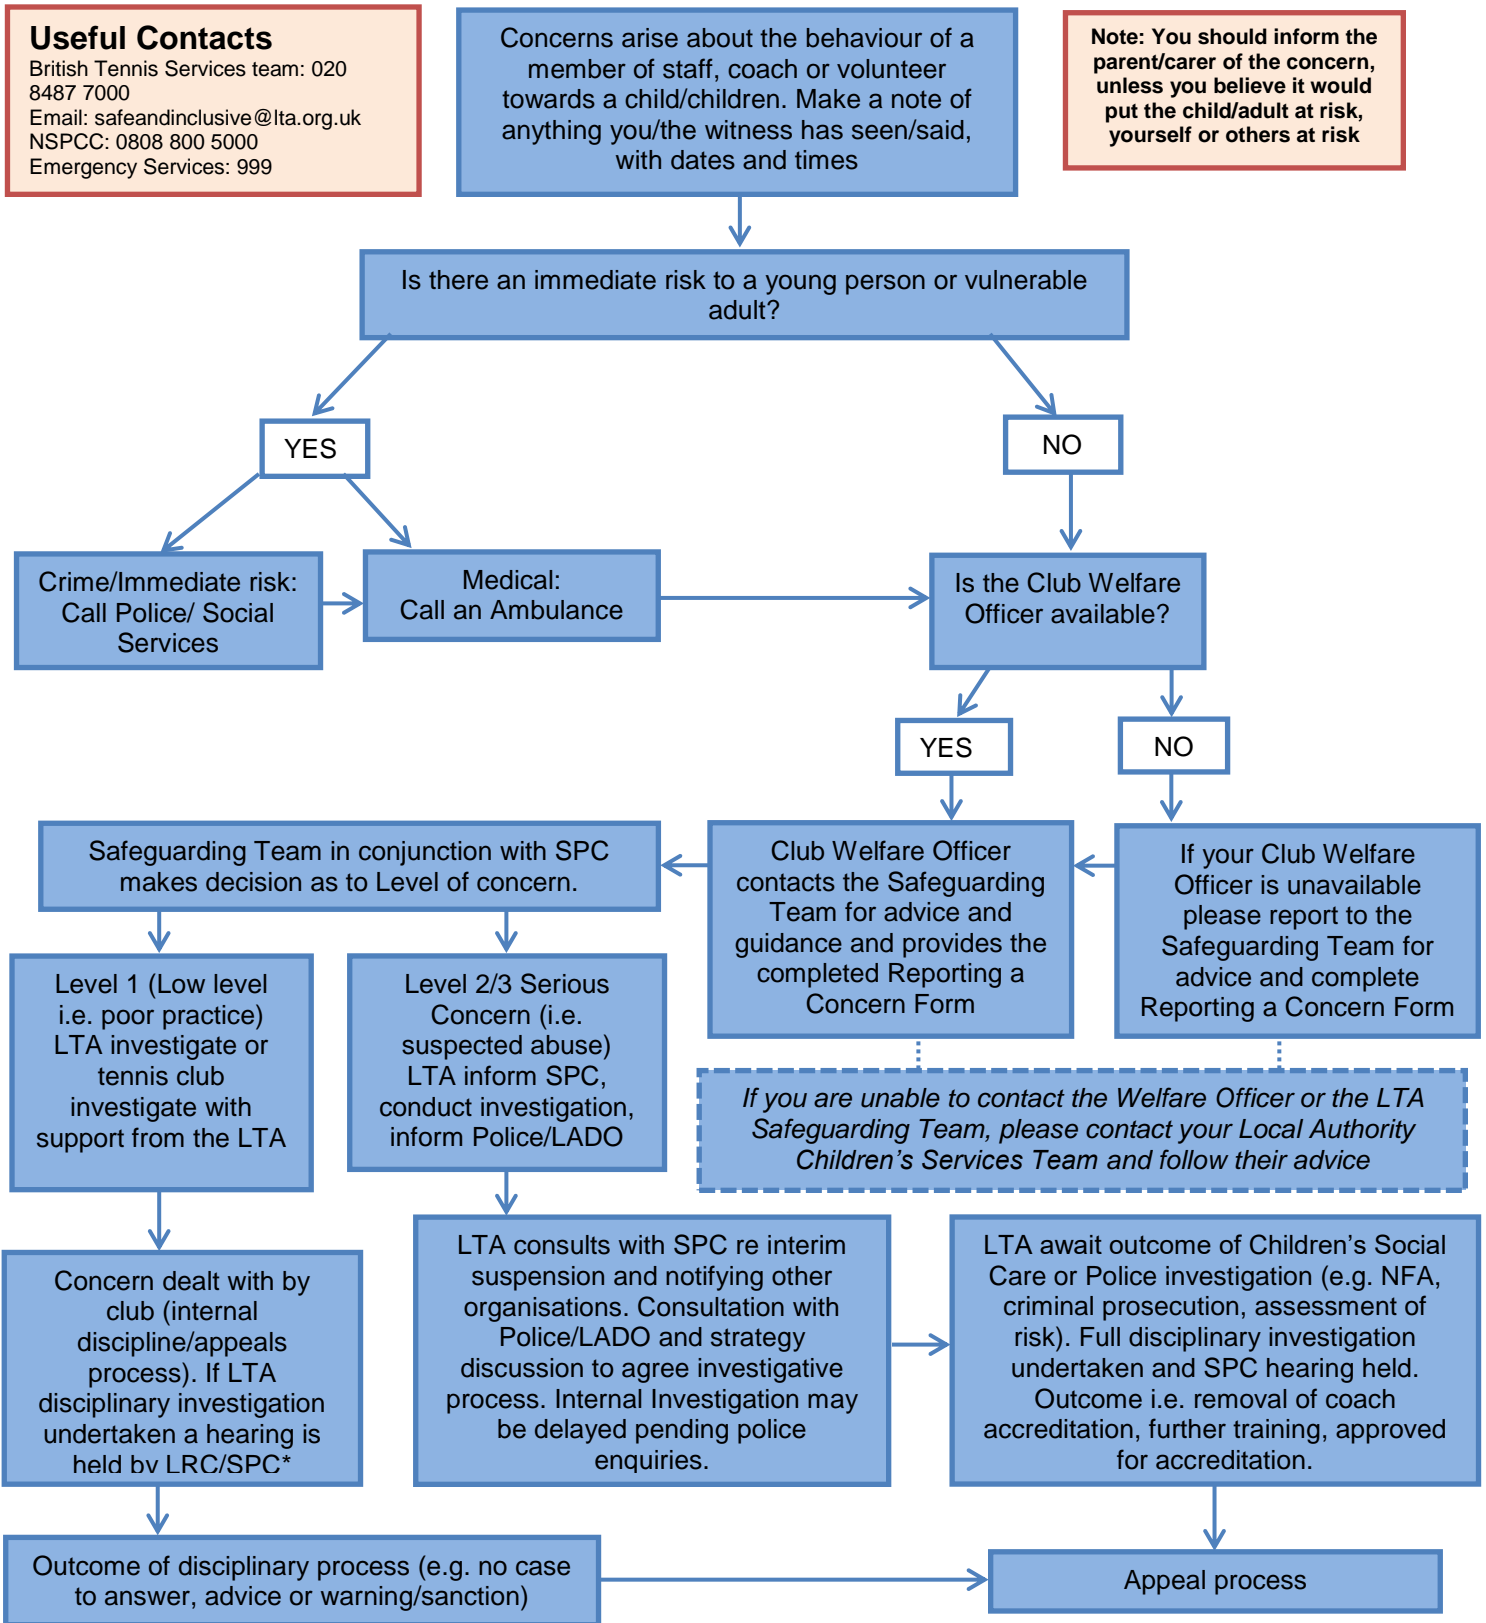 Useful Contacts
British Tennis Services team: 020
8487 7000
Email: safeandinclusive@lta.org.uk
NSPCC: 0808 800 5000
Emergency Services: 999
Concerns arise about the behaviour of a
member of staff, coach or volunteer
towards a child/children. Make a note of
anything you/the witness has seen/said,
with dates and times
Note: You should inform the
parent/carer of the concern,
unless you believe it would
put the child/adult at risk,
yourself or others at risk
Is there an immediate risk to a young person or vulnerable
adult?
YES
NO
Crime/Immediate risk:
Call Police/ Social
Services
Medical:
Call an Ambulance
Is the Club Welfare
Officer available?
YES
NO
Safeguarding Team in conjunction with SPC
makes decision as to Level of concern.
Club Welfare Officer
contacts the Safeguarding
Team for advice and
guidance and provides the
completed Reporting a
Concern Form
If your Club Welfare
Officer is unavailable
please report to the
Safeguarding Team for
advice and complete
Reporting a Concern Form
Level 1 (Low level
i.e. poor practice)
LTA investigate or
tennis club
investigate with
support from the LTA
Level 2/3 Serious
Concern (i.e.
suspected abuse)
LTA inform SPC,
conduct investigation,
inform Police/LADO
If you are unable to contact the Welfare Officer or the LTA
Safeguarding Team, please contact your Local Authority
Children's Services Team and follow their advice
Concern dealt with by
club (internal
discipline/appeals
process). If LTA
disciplinary investigation
undertaken a hearing is
held by LRC/SPC*
LTA consults with SPC re interim
suspension and notifying other
organisations. Consultation with
Police/LADO and strategy
discussion to agree investigative
process. Internal Investigation may
be delayed pending police
enquiries.
LTA await outcome of Children's Social
Care or Police investigation (e.g. NFA,
criminal prosecution, assessment of
risk). Full disciplinary investigation
undertaken and SPC hearing held.
Outcome i.e. removal of coach
accreditation, further training, approved
for accreditation.
Outcome of disciplinary process (e.g. no case
to answer, advice or warning/sanction)
Appeal process